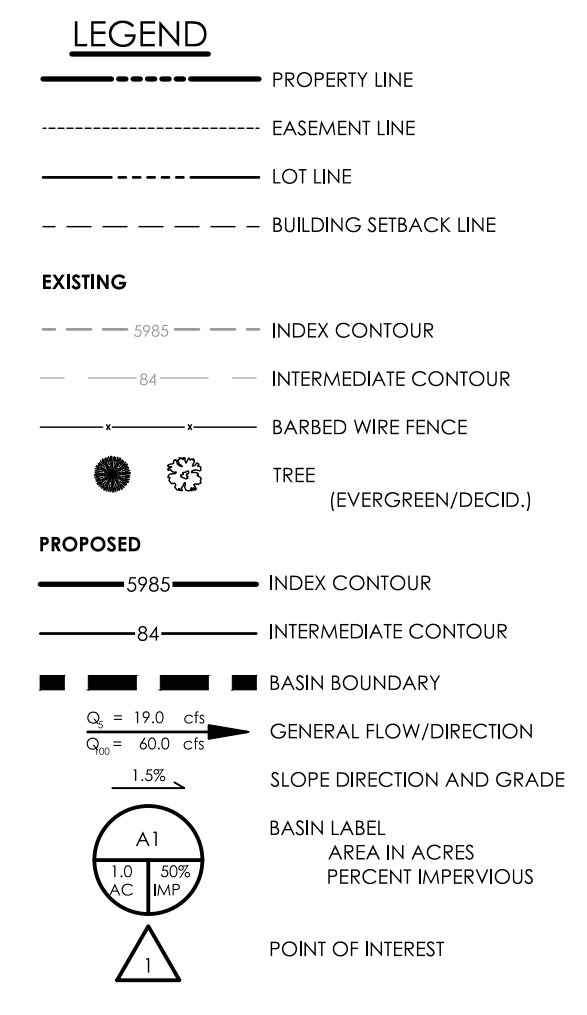 LEGEND
PROPERTY LINE
EASEMENT LINE
LOT LINE
BUILDING SETBACK LINE
EXISTING
5985 INDEX CONTOUR
84 INTERMEDIATE CONTOUR
x x BARBED WIRE FENCE
TREE
(EVERGREEN/DECID.)
PROPOSED
5985 INDEX CONTOUR
84 INTERMEDIATE CONTOUR
BASIN BOUNDARY
Q5 = 19.0 cfs
GENERAL FLOW/DIRECTION
Q100 = 60.0 cfs
1.5% SLOPE DIRECTION AND GRADE
BASIN LABEL
A1
AREA IN ACRES
1.0 50%
PERCENT IMPERVIOUS
AC IMP
POINT OF INTEREST
1